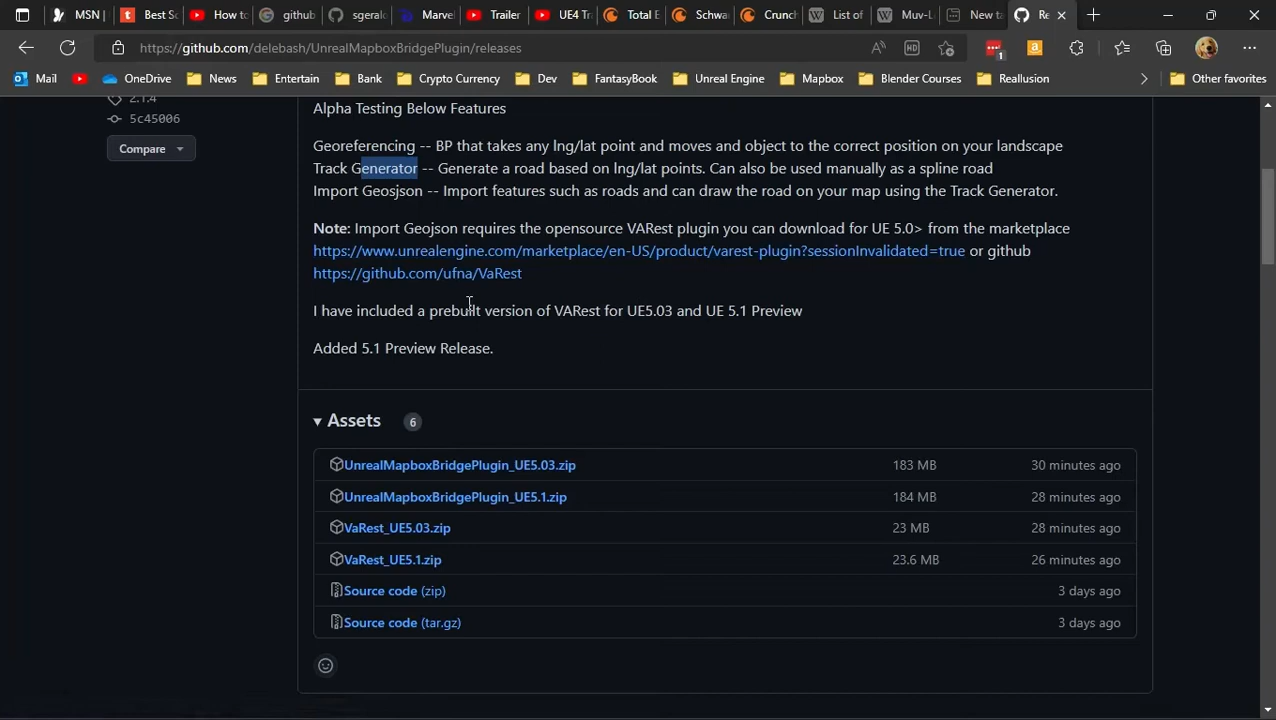 MSN |
Best S
How to
github
sgeral
Marve
Trailer
UE4 T
Total E
Schwa
Crunch
List of
Muv-L
New ta
Re
https://github.com/delebash/UnrealMapboxBridgePlugin/releases
1
Mail
OneDrive
News
Entertain
Bank
Crypto Currency
Dev
FantasyBook
Unreal Engine
Mapbox
Blender Courses
Reallusion
Other favorites
2.1.4
5c45006
Compare
Alpha Testing Below Features
Georeferencing -- BP that takes any lng/lat point and moves and object to the correct position on your landscape
Track Generator -- Generate a road based on lng/lat points. Can also be used manually as a spline road
Import Geosjson -- Import features such as roads and can draw the road on your map using the Track Generator.
Note: Import Geojson requires the opensource VARest plugin you can download for UE 5.0> from the marketplace
https://www.unrealengine.com/marketplace/en-US/product/varest-plugin?sessionInvalidated=true or github
https://github.com/ufna/VaRest
I have included a prebuilt version of VARest for UE5.03 and UE 5.1 Preview
Added 5.1 Preview Release.
Assets 6
UnrealMapboxBridgePlugin_UE5.03.zip 183 MB 30 minutes ago
UnrealMapboxBridgePlugin_UE5.1.zip 184 MB 28 minutes ago
VaRest_UE5.03.zip 23 MB 28 minutes ago
VaRest_UE5.1.zip 23.6 MB 26 minutes ago
Source code (zip) 3 days ago
Source code (tar.gz) 3 days ago